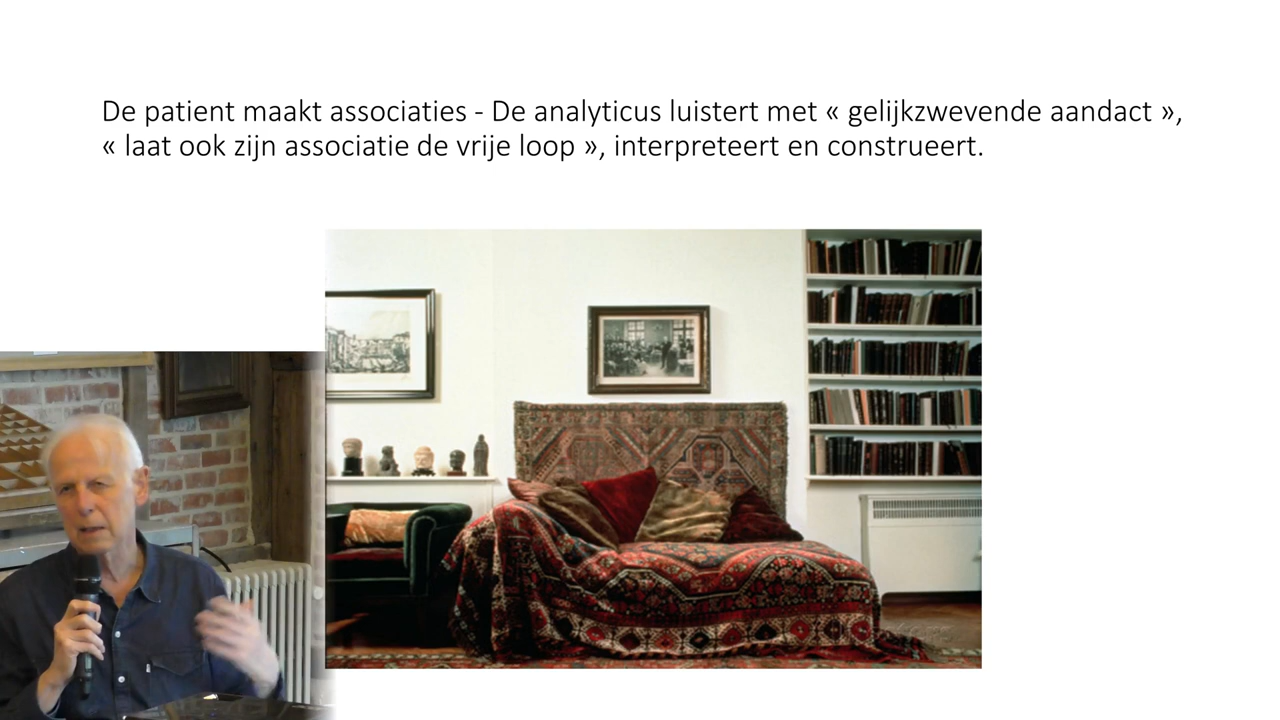 De patient maakt associaties - De analyticus luistert met « gelijkzwevende aandact »,
« laat ook zijn associatie de vrije loop », interpreteert en construeert.